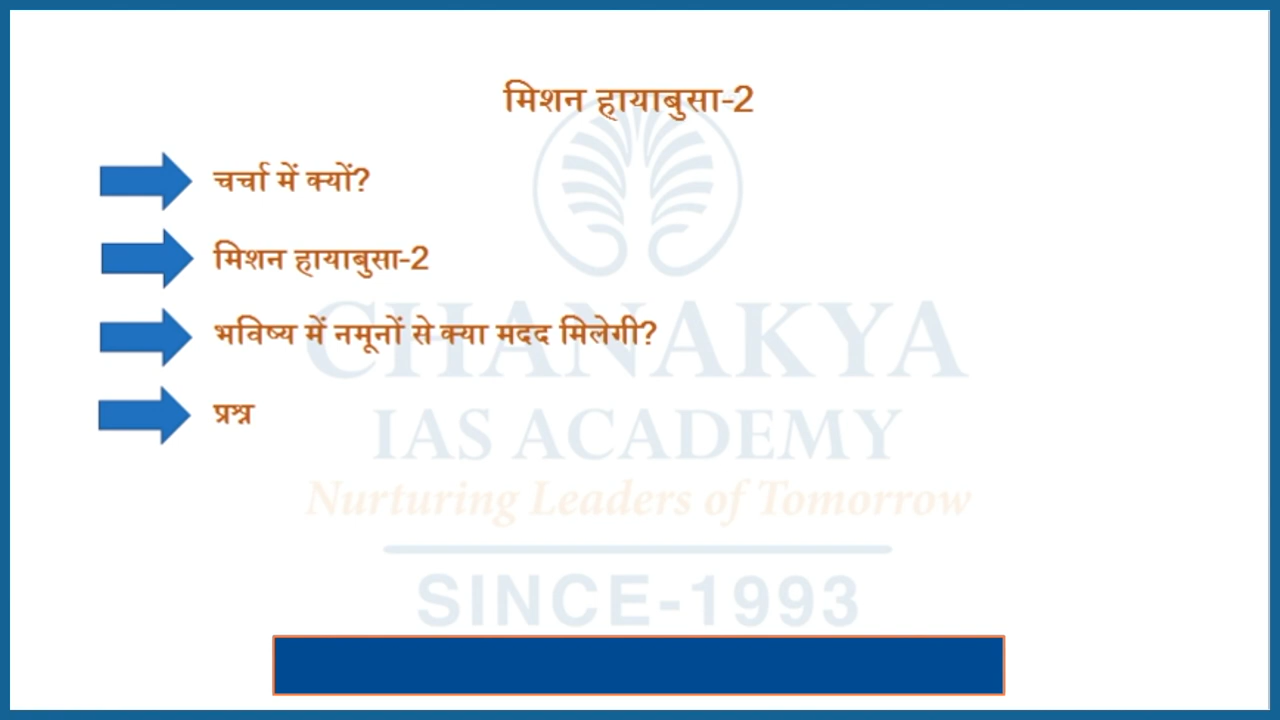 मिशन हायाबुसा-2
चर्चा में क्यों?
मिशन हायाबुसा-2
भविष्य में नमूनों से क्या मदद मिलेगी?
प्रश्न
CHANAKYA
IAS ACADEMY
Nurturing Leaders of Tomorrow
SINCE-1993